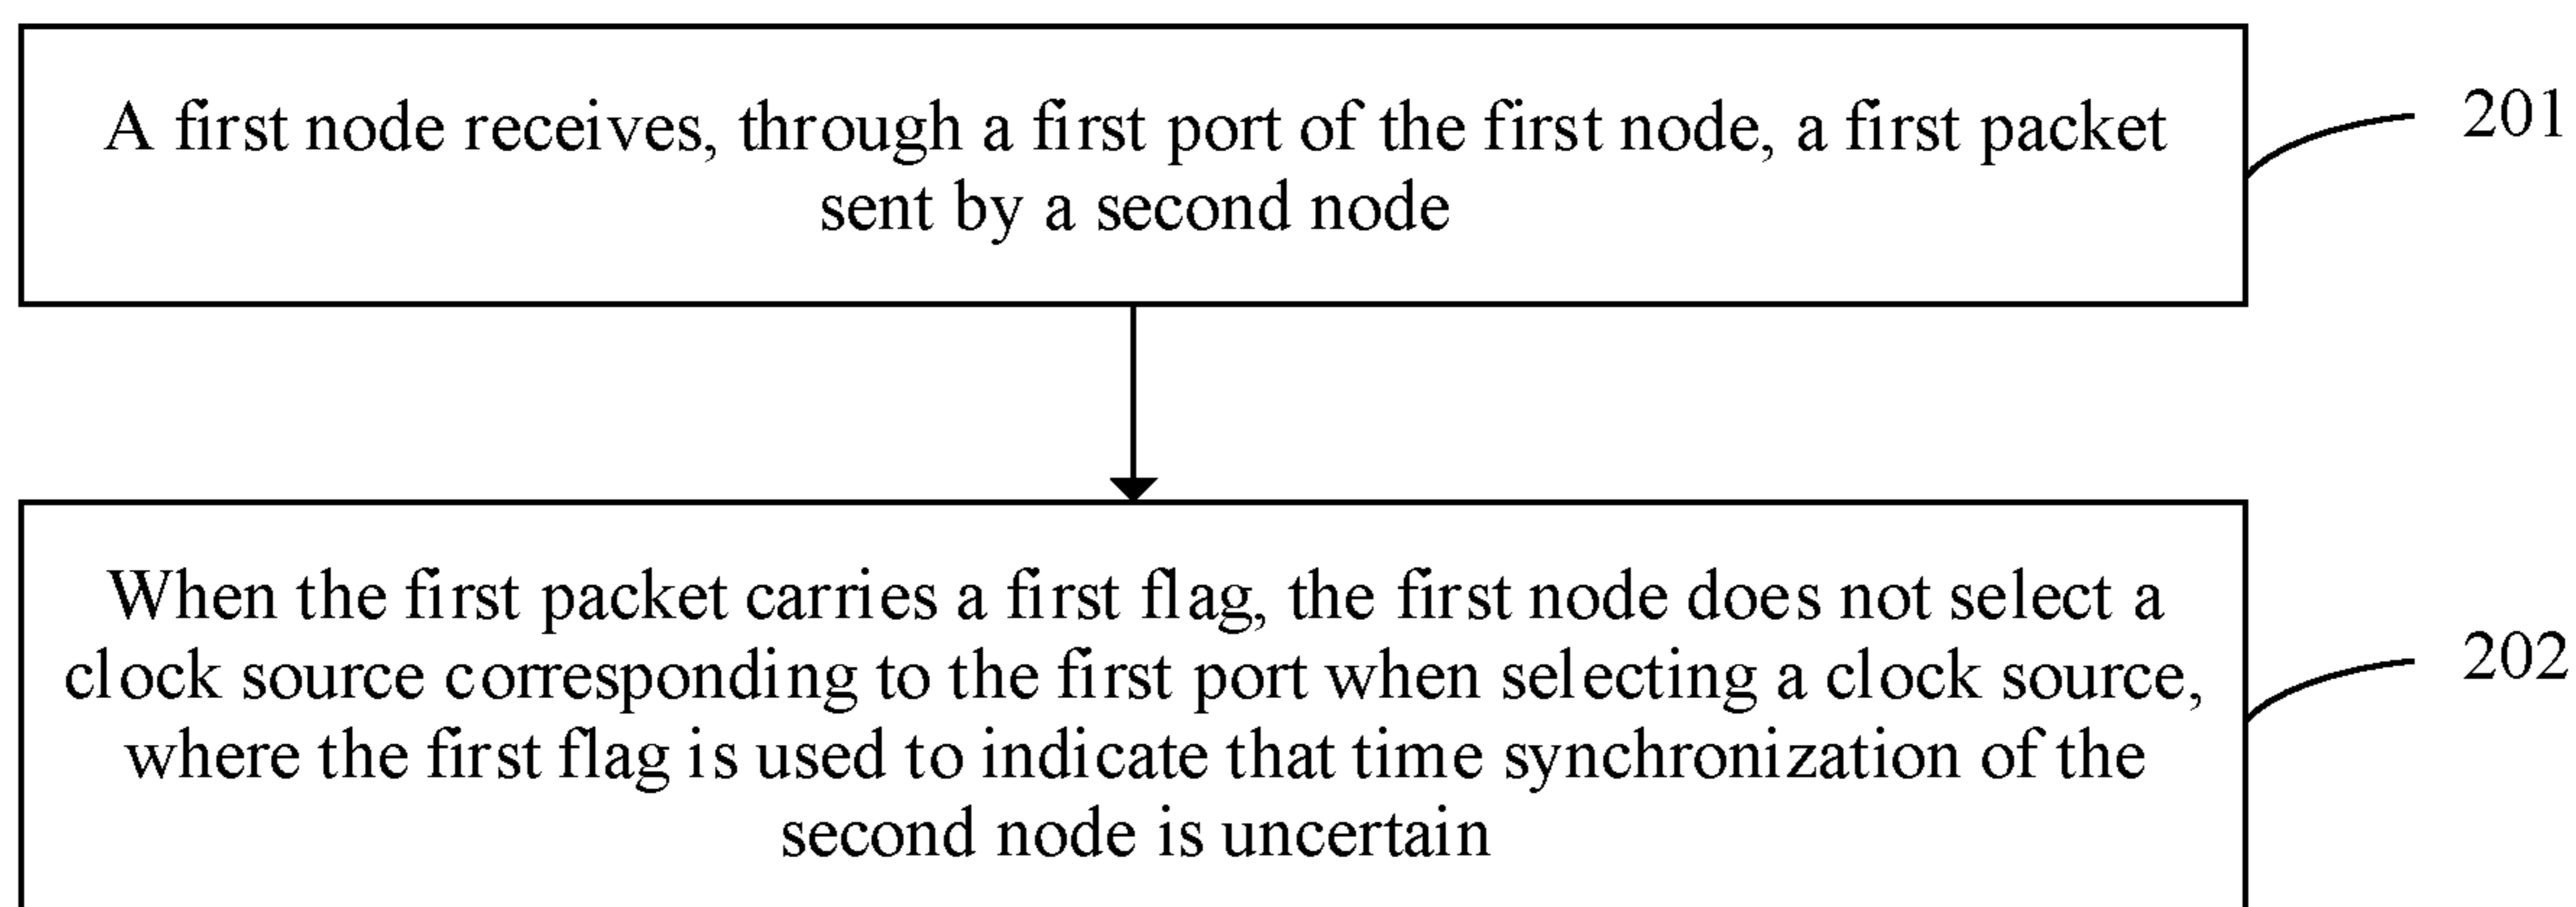 A first node receives, through a first port of the first node, a first packet
sent by a second node
201
When the first packet carries a first flag, the first node does not select a
clock source corresponding to the first port when selecting a clock source,
where the first flag is used to indicate that time synchronization of the
second node is uncertain
202